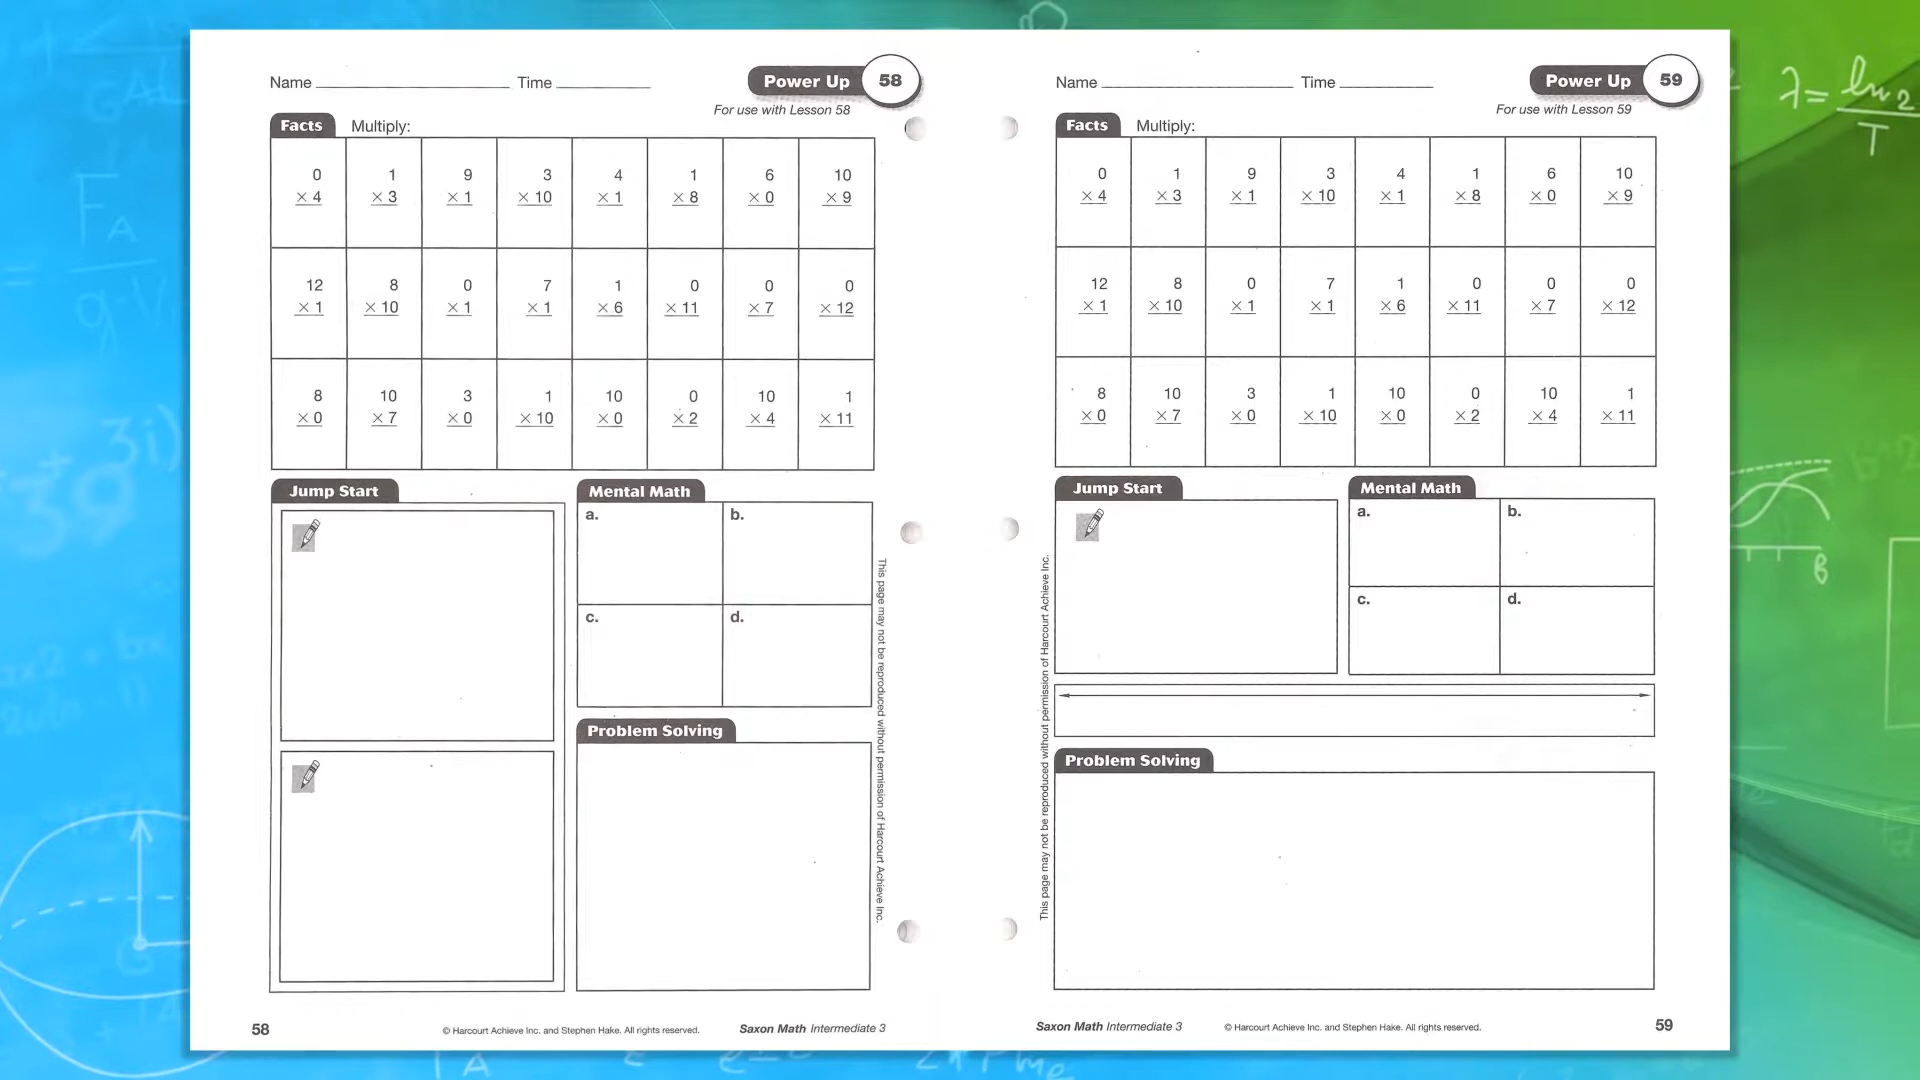 Name Time Power Up 58
For use with Lesson 58
Facts Multiply:
0 1 9 3 4 1 6 10
× 4 × 3 × 1 × 10 × 1 × 8 × 0 × 9
12 8 0 7 1 0 0 0
× 1 × 10 × 1 × 1 × 6 × 11 × 7 × 12
8 10 3 1 10 0 10 1
× 0 × 7 × 0 × 10 × 0 × 2 × 4 × 11
Jump Start
Mental Math
a. b.
c. d.
Problem Solving
This page may not be reproduced without permission of Harcourt Achieve Inc.
58
© Harcourt Achieve Inc. and Stephen Hake. All rights reserved.
Saxon Math Intermediate 3
Name Time Power Up 59
For use with Lesson 59
Facts Multiply:
0 1 9 3 4 1 6 10
× 4 × 3 × 1 × 10 × 1 × 8 × 0 × 9
12 8 0 7 1 0 0 0
× 1 × 10 × 1 × 1 × 6 × 11 × 7 × 12
8 10 3 1 10 0 10 1
× 0 × 7 × 0 × 10 × 0 × 2 × 4 × 11
Jump Start
Mental Math
a. b.
c. d.
Problem Solving
This page may not be reproduced without permission of Harcourt Achieve Inc.
Saxon Math Intermediate 3
© Harcourt Achieve Inc. and Stephen Hake. All rights reserved.
59